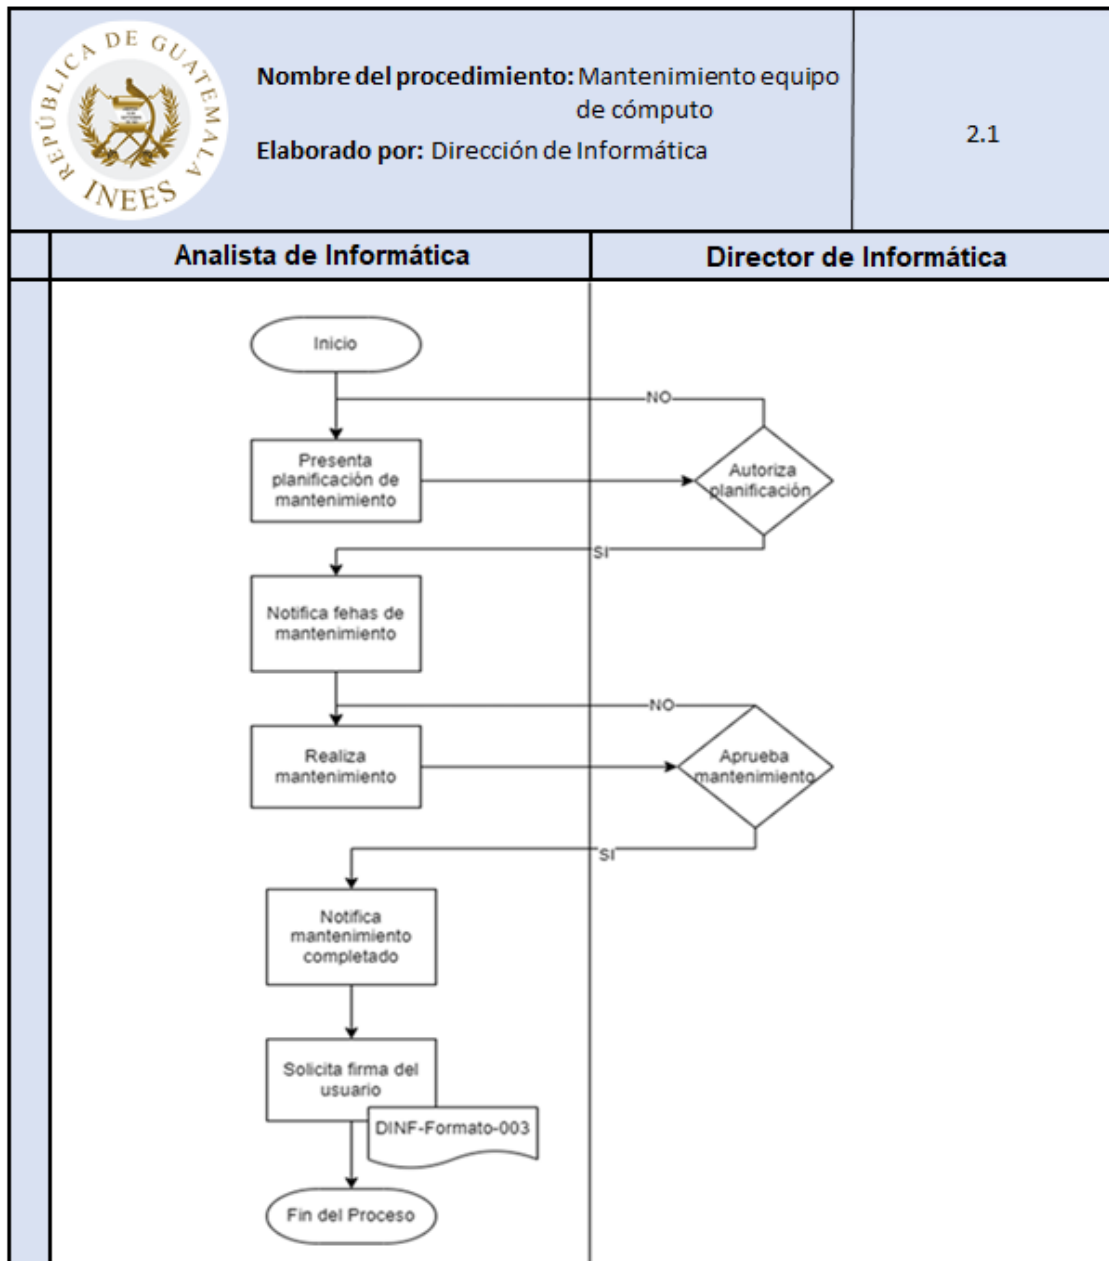 REPÚBLICA DE GUATEMALA
INEES
Nombre del procedimiento: Mantenimiento equipo
de cómputo
Elaborado por: Dirección de Informática
2.1
Analista de Informática
Director de Informática
Inicio
NO
Presenta
planificación de
mantenimiento
Autoriza
planificación
SI
Notifica fehas de
mantenimiento
NO
Realiza
mantenimiento
Aprueba
mantenimiento
SI
Notifica
mantenimiento
completado
Solicita firma del
usuario
DINF-Formato-003
Fin del Proceso